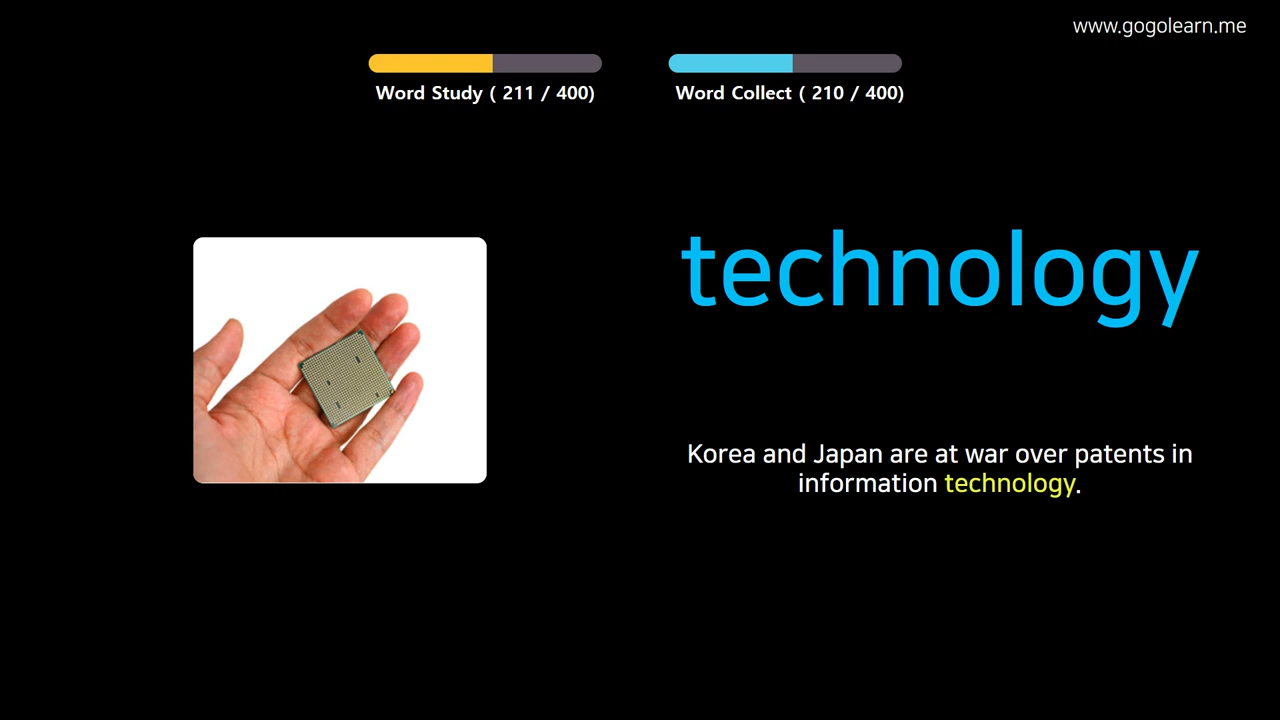 www.gogolearn.me
Word Study ( 211 / 400)
Word Collect ( 210 / 400)
technology
Korea and Japan are at war over patents in
information technology.